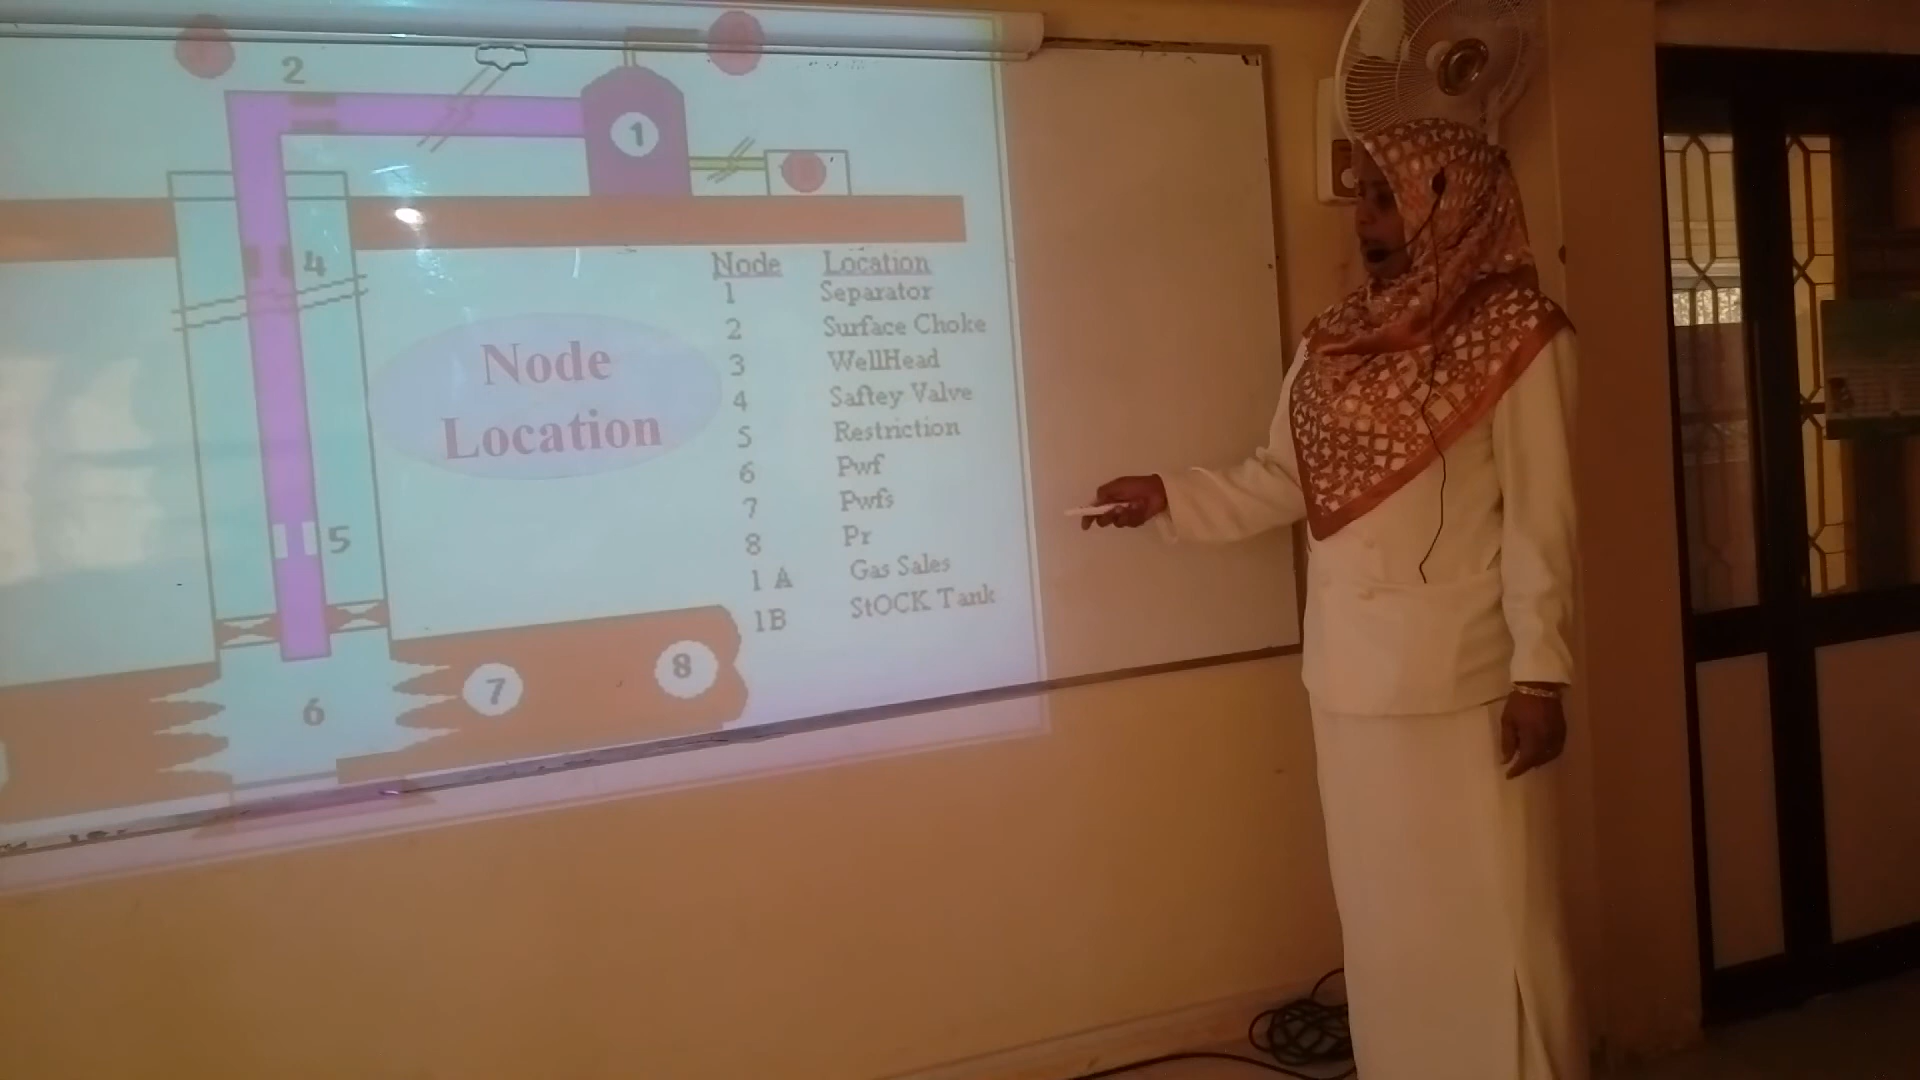 2
1
4
Node Location
1 Separator
2 Surface Choke
3 WellHead
4 Saftey Valve
5 Restriction
6 Pwf
7 Pwfs
8 Pr
1 A Gas Sales
1B StOCK Tank
Node
Location
5
6
7
8